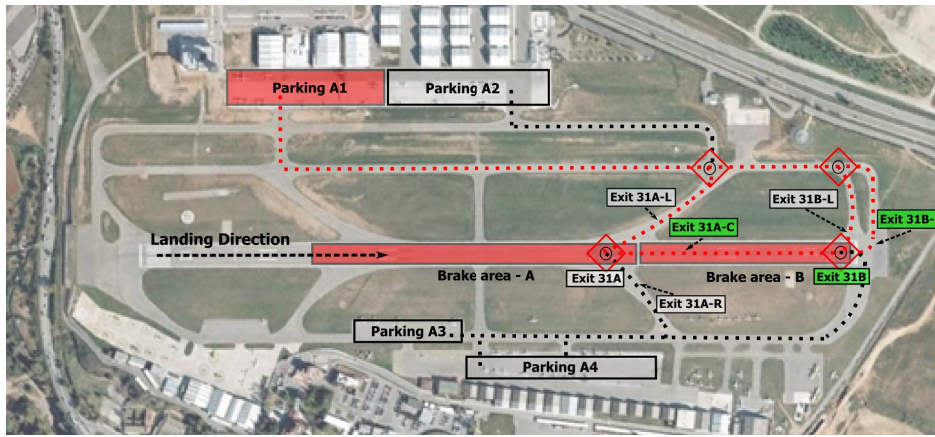 Parking A1
Parking A2
Exit 31A-L
Exit 31B-L
Exit 31B-
Exit 31A-C
Landing Direction
Brake area - A
Exit 31A
Brake area - B
Exit 31B
Exit 31A-R
Parking A3
Parking A4